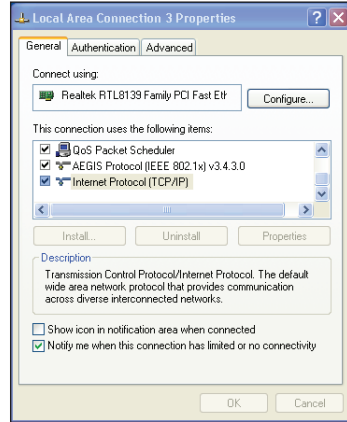 Local Area Connection 3 Properties
General Authentication Advanced
Connect using:
Realtek RTL8139 Family PCI Fast Eth
Configure...
This connection uses the following items:
QoS Packet Scheduler
AEGIS Protocol (IEEE 802.1x) v3.4.3.0
Internet Protocol (TCP/IP)
Install... Uninstall Properties
Description
Transmission Control Protocol/Internet Protocol. The default
wide area network protocol that provides communication
across diverse interconnected networks.
Show icon in notification area when connected
Notify me when this connection has limited or no connectivity
OK Cancel